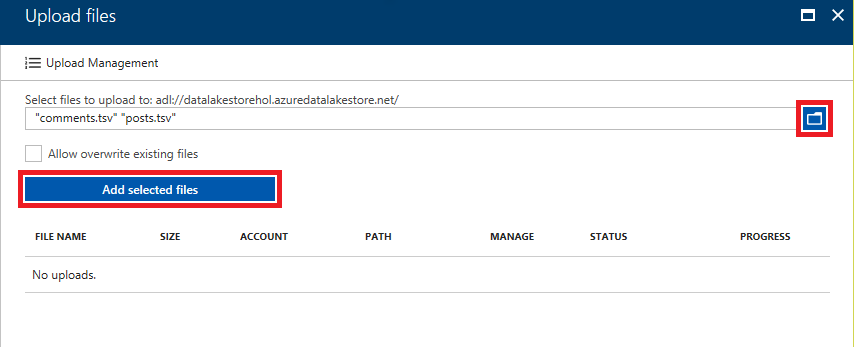 Upload files
Upload Management
Select files to upload to: adl://datalakestorehol.azuredatalakestore.net/
"comments.tsv" "posts.tsv"
Allow overwrite existing files
Add selected files
FILE NAME SIZE ACCOUNT PATH MANAGE STATUS PROGRESS
No uploads.